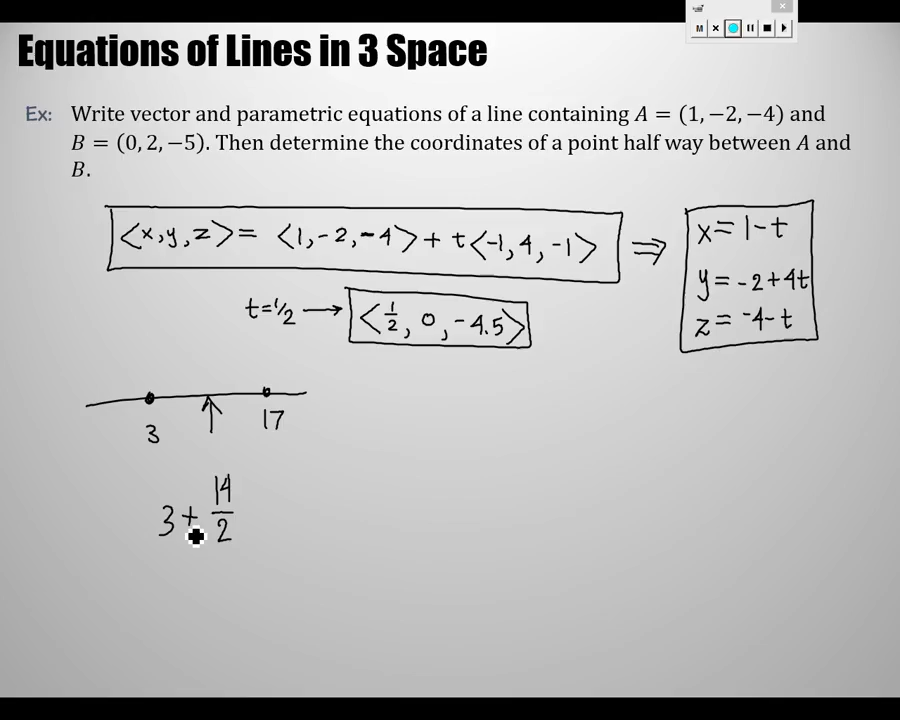 M
Equations of Lines in 3 Space
Ex: Write vector and parametric equations of a line containing A = (1, −2, −4) and
B = (0, 2, −5). Then determine the coordinates of a point half way between A and
B.
<x,y,z> = <1,-2,-4> + t<-1,4,-1> ⇒
x = 1-t
y = -2+4t
z = -4-t
t=1/2 → <1/2, 0, -4.5>
3 ↑ 17
3 + 14/2